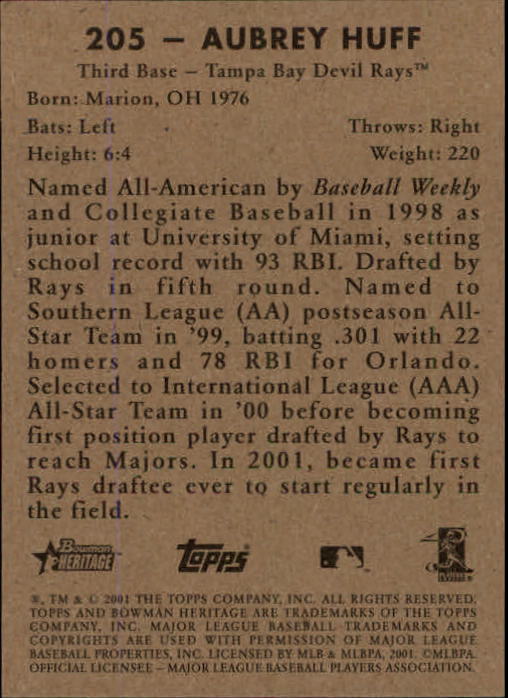 205 – AUBREY HUFF
Third Base – Tampa Bay Devil Rays™
Born: Marion, OH 1976
Bats: Left Throws: Right
Height: 6:4 Weight: 220
Named All-American by Baseball Weekly
and Collegiate Baseball in 1998 as
junior at University of Miami, setting
school record with 93 RBI. Drafted by
Rays in fifth round. Named to
Southern League (AA) postseason All-
Star Team in '99, batting .301 with 22
homers and 78 RBI for Orlando.
Selected to International League (AAA)
All-Star Team in '00 before becoming
first position player drafted by Rays to
reach Majors. In 2001, became first
Rays draftee ever to start regularly in
the field.
Bowman
HERITAGE
Topps
®, TM & © 2001 THE TOPPS COMPANY, INC. ALL RIGHTS RESERVED.
TOPPS AND BOWMAN HERITAGE ARE TRADEMARKS OF THE TOPPS
COMPANY, INC. MAJOR LEAGUE BASEBALL TRADEMARKS AND
COPYRIGHTS ARE USED WITH PERMISSION OF MAJOR LEAGUE
BASEBALL PROPERTIES, INC. LICENSED BY MLB & MLBPA, 2001. ©MLBPA.
OFFICIAL LICENSEE – MAJOR LEAGUE BASEBALL PLAYERS ASSOCIATION.